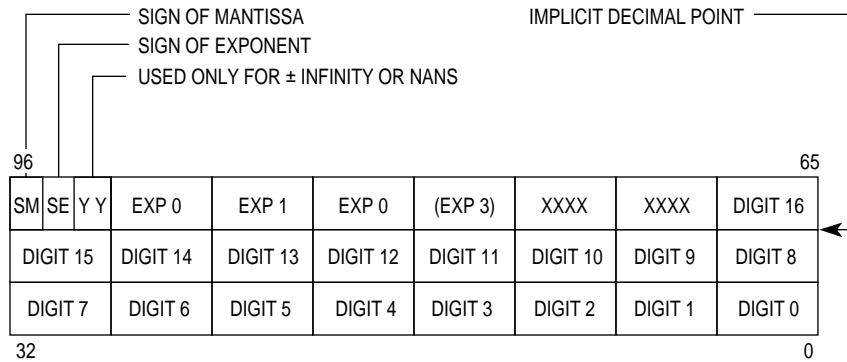 SIGN OF MANTISSA IMPLICIT DECIMAL POINT
SIGN OF EXPONENT
USED ONLY FOR ± INFINITY OR NANS
96 65
SM SE Y Y EXP 0 EXP 1 EXP 0 (EXP 3) XXXX XXXX DIGIT 16
DIGIT 15 DIGIT 14 DIGIT 13 DIGIT 12 DIGIT 11 DIGIT 10 DIGIT 9 DIGIT 8
DIGIT 7 DIGIT 6 DIGIT 5 DIGIT 4 DIGIT 3 DIGIT 2 DIGIT 1 DIGIT 0
32 0